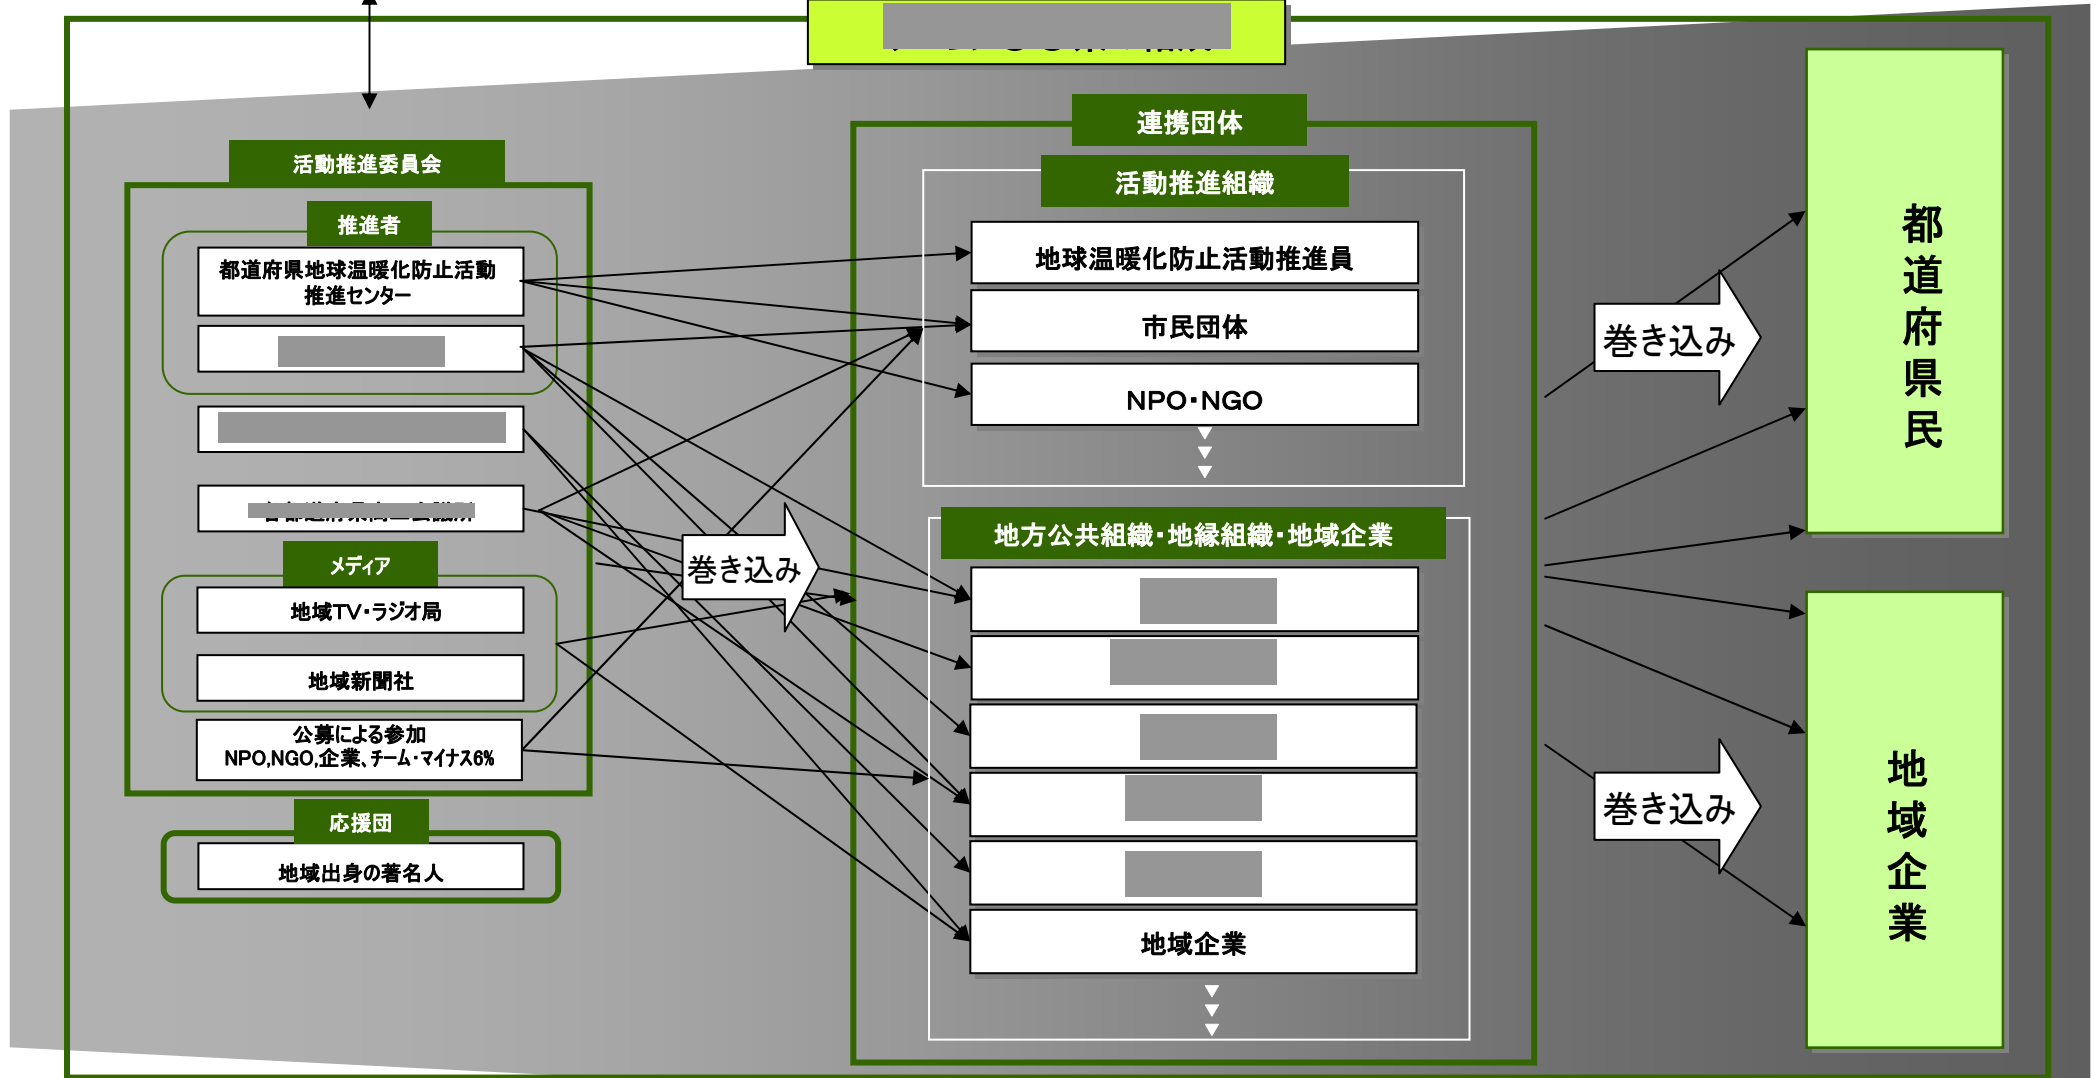 連携団体
活動推進委員会
推進者
都道府県地球温暖化防止活動
推進センター
メディア
地域TV・ラジオ局
地域新聞社
公募による参加
NPO,NGO,企業、チーム・マイナス6%
応援団
地域出身の著名人
巻き込み
活動推進組織
地球温暖化防止活動推進員
市民団体
NPO・NGO
地方公共組織・地縁組織・地域企業
地域企業
巻き込み
巻き込み
都道府県民
地域企業